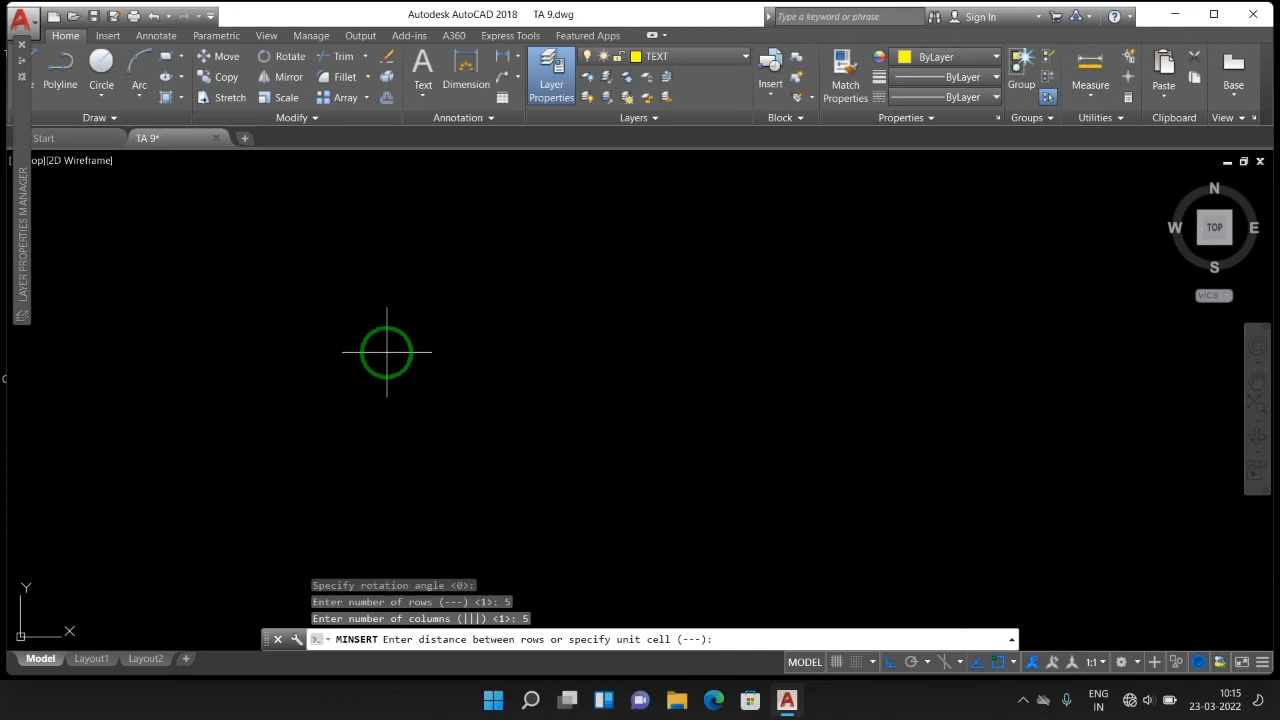 Autodesk AutoCAD 2018 TA 9.dwg
Type a keyword or phrase
Sign In
Home Insert Annotate Parametric View Manage Output Add-ins A360 Express Tools Featured Apps
Polyline Circle Arc
Move Rotate Trim
Copy Mirror Fillet
Stretch Scale Array
Text Dimension
Layer Properties
TEXT
Insert
Match Properties
ByLayer
ByLayer
ByLayer
Group Measure Paste Base
Draw Modify Annotation Layers Block Properties Groups Utilities Clipboard View
Start TA 9*
op][2D Wireframe]
LAYER PROPERTIES MANAGER
N
W TOP E
S
WCS
Y
X
Specify rotation angle <0>:
Enter number of rows (---) <1>: 5
Enter number of columns (|||) <1>: 5
MINSERT Enter distance between rows or specify unit cell (---):
Model Layout1 Layout2 +
MODEL 1:1
ENG
IN
10:15
23-03-2022